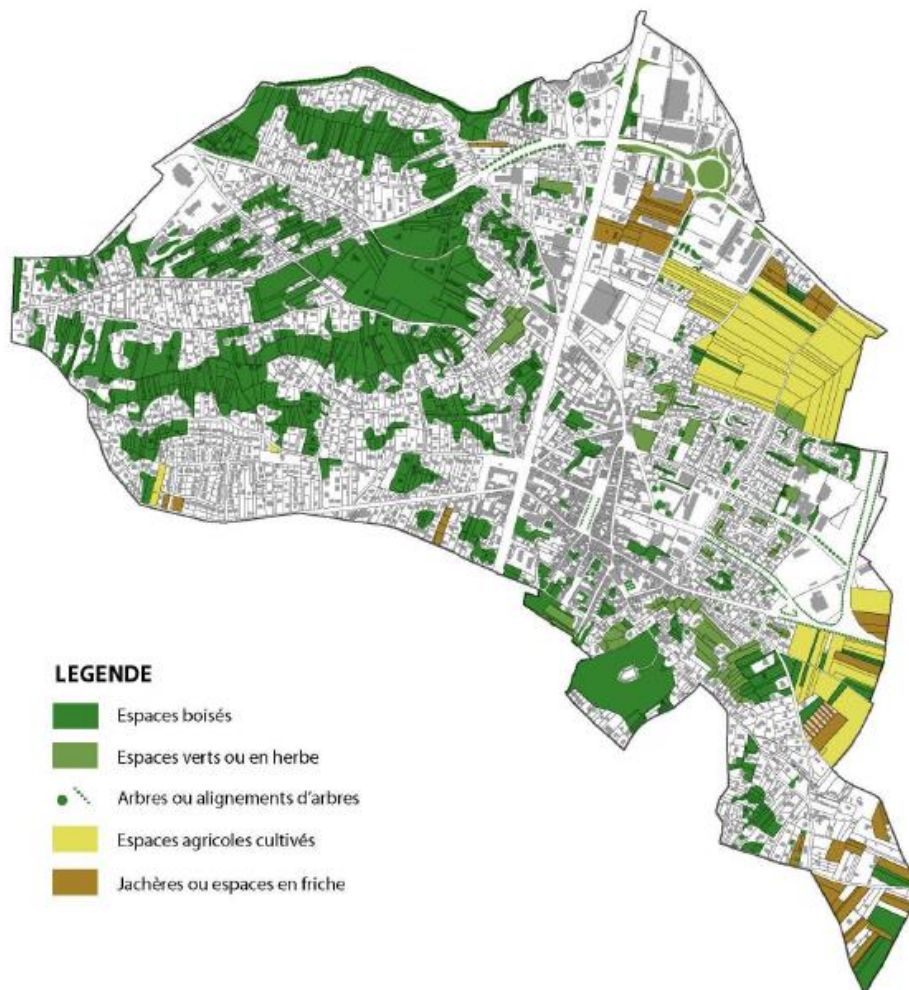 LEGENDE
Espaces boisés
Espaces verts ou en herbe
Arbres ou alignements d'arbres
Espaces agricoles cultivés
Jachères ou espaces en friche